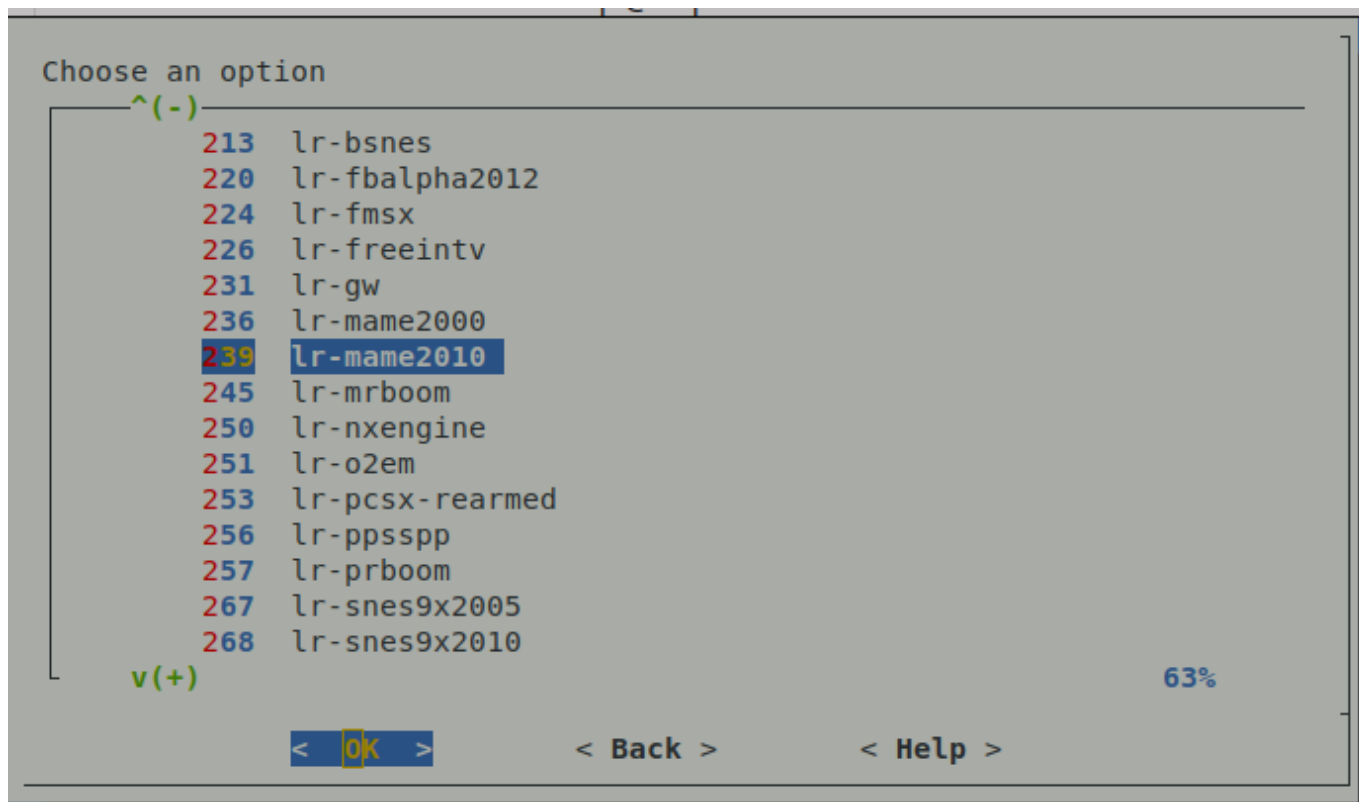 Choose an option
^(-)
213 lr-bsnes
220 lr-fbalpha2012
224 lr-fmsx
226 lr-freeintv
231 lr-gw
236 lr-mame2000
239 lr-mame2010
245 lr-mrboom
250 lr-nxengine
251 lr-o2em
253 lr-pcsx-rearmed
256 lr-ppsspp
257 lr-prboom
267 lr-snes9x2005
268 lr-snes9x2010
v(+) 63%
< OK > < Back > < Help >